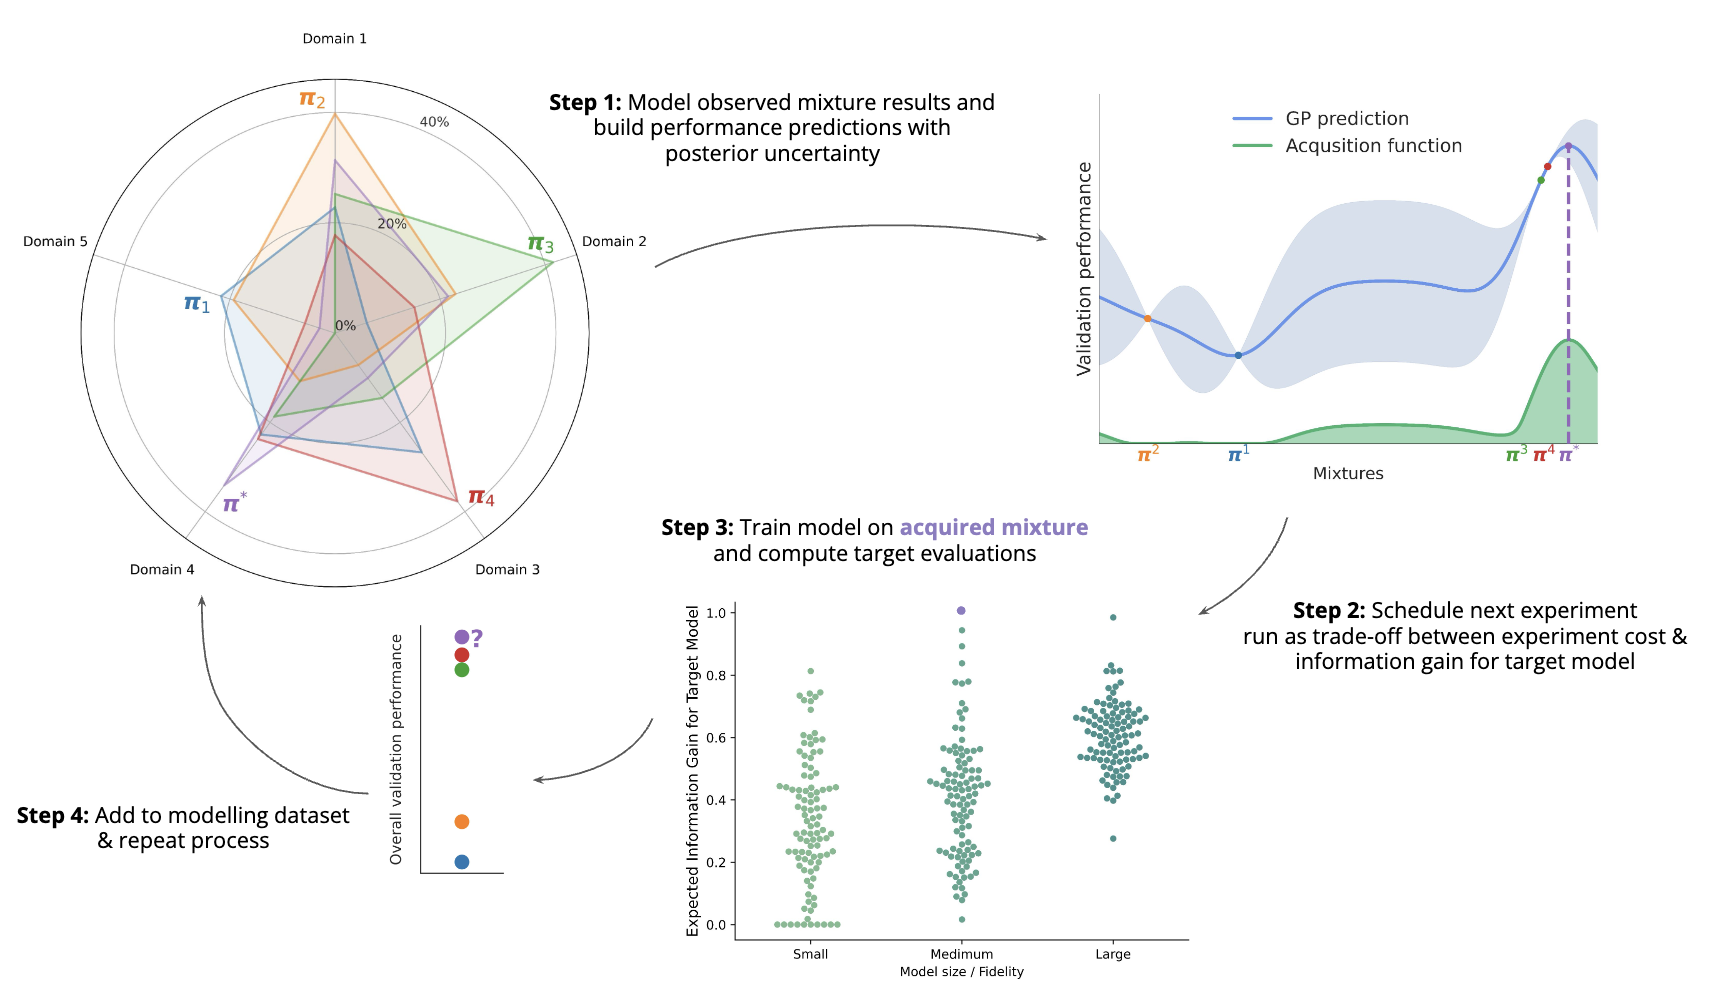 Domain 1
π2
40%
20%
Domain 5
Domain 2
π3
π1
0%
π4
π*
Domain 4
Domain 3
Step 1: Model observed mixture results and
build performance predictions with
posterior uncertainty
GP prediction
Acqusition function
Validation performance
π2
π1
π3
π4
π*
Mixtures
Step 2: Schedule next experiment
run as trade-off between experiment cost &
information gain for target model
Step 3: Train model on acquired mixture
and compute target evaluations
Expected Information Gain for Target Model
1.0
0.8
0.6
0.4
0.2
0.0
Small
Medimum
Large
Model size / Fidelity
?
Overall validation performance
Step 4: Add to modelling dataset
& repeat process